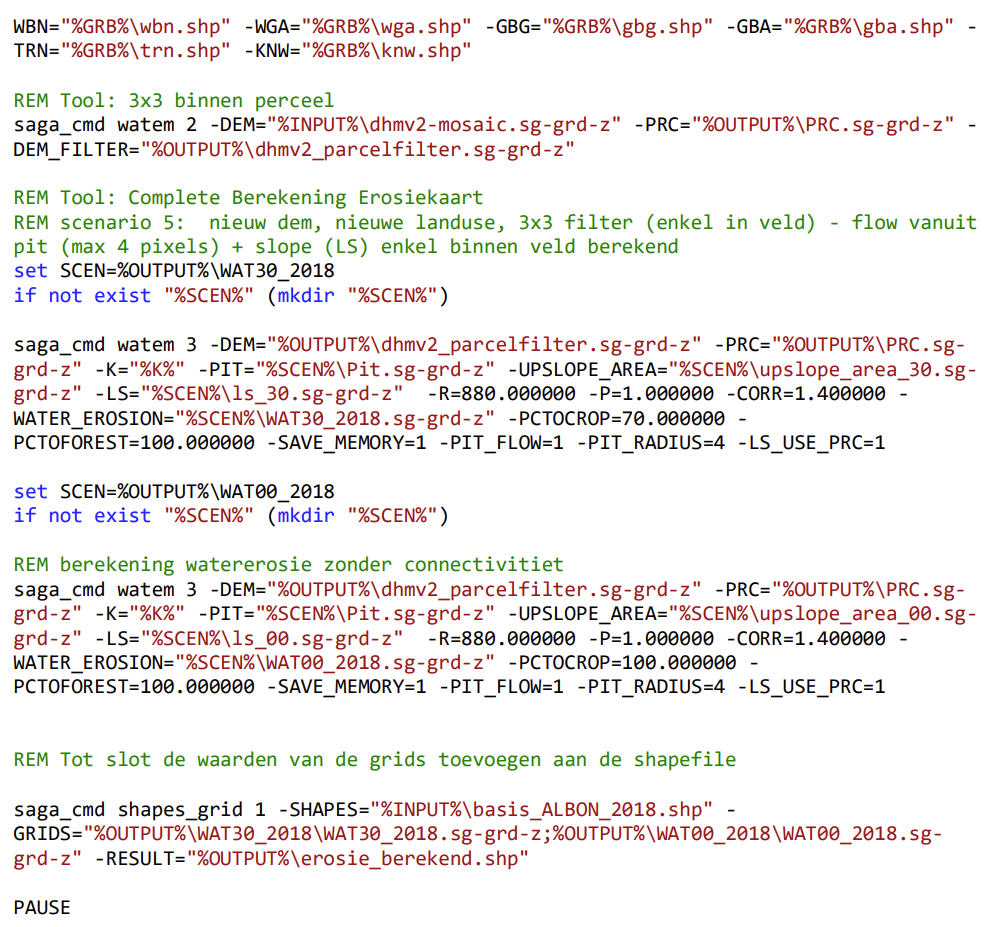 WBN="%GRB%\wbn.shp" -WGA="%GRB%\wga.shp" -GBG="%GRB%\gbg.shp" -GBA="%GRB%\gba.shp" -
TRN="%GRB%\trn.shp" -KNW="%GRB%\knw.shp"
REM Tool: 3x3 binnen perceel
saga_cmd watem 2 -DEM="%INPUT%\dhmv2-mosaic.sg-grd-z" -PRC="%OUTPUT%\PRC.sg-grd-z" -
DEM_FILTER="%OUTPUT%\dhmv2_parcelfilter.sg-grd-z"
REM Tool: Complete Berekening Erosiekaart
REM scenario 5:  nieuw dem, nieuwe landuse, 3x3 filter (enkel in veld) - flow vanuit
pit (max 4 pixels) + slope (LS) enkel binnen veld berekend
set SCEN=%OUTPUT%\WAT30_2018
if not exist "%SCEN%" (mkdir "%SCEN%")
saga_cmd watem 3 -DEM="%OUTPUT%\dhmv2_parcelfilter.sg-grd-z" -PRC="%OUTPUT%\PRC.sg-
grd-z" -K="%K%" -PIT="%SCEN%\Pit.sg-grd-z" -UPSLOPE_AREA="%SCEN%\upslope_area_30.sg-
grd-z" -LS="%SCEN%\ls_30.sg-grd-z"  -R=880.000000 -P=1.000000 -CORR=1.400000 -
WATER_EROSION="%SCEN%\WAT30_2018.sg-grd-z" -PCTOCROP=70.000000 -
PCTOFOREST=100.000000 -SAVE_MEMORY=1 -PIT_FLOW=1 -PIT_RADIUS=4 -LS_USE_PRC=1
set SCEN=%OUTPUT%\WAT00_2018
if not exist "%SCEN%" (mkdir "%SCEN%")
REM berekening watererosie zonder connectivitiet
saga_cmd watem 3 -DEM="%OUTPUT%\dhmv2_parcelfilter.sg-grd-z" -PRC="%OUTPUT%\PRC.sg-
grd-z" -K="%K%" -PIT="%SCEN%\Pit.sg-grd-z" -UPSLOPE_AREA="%SCEN%\upslope_area_00.sg-
grd-z" -LS="%SCEN%\ls_00.sg-grd-z"  -R=880.000000 -P=1.000000 -CORR=1.400000 -
WATER_EROSION="%SCEN%\WAT00_2018.sg-grd-z" -PCTOCROP=100.000000 -
PCTOFOREST=100.000000 -SAVE_MEMORY=1 -PIT_FLOW=1 -PIT_RADIUS=4 -LS_USE_PRC=1
REM Tot slot de waarden van de grids toevoegen aan de shapefile
saga_cmd shapes_grid 1 -SHAPES="%INPUT%\basis_ALBON_2018.shp" -
GRIDS="%OUTPUT%\WAT30_2018\WAT30_2018.sg-grd-z;%OUTPUT%\WAT00_2018\WAT00_2018.sg-
grd-z" -RESULT="%OUTPUT%\erosie_berekend.shp"
PAUSE